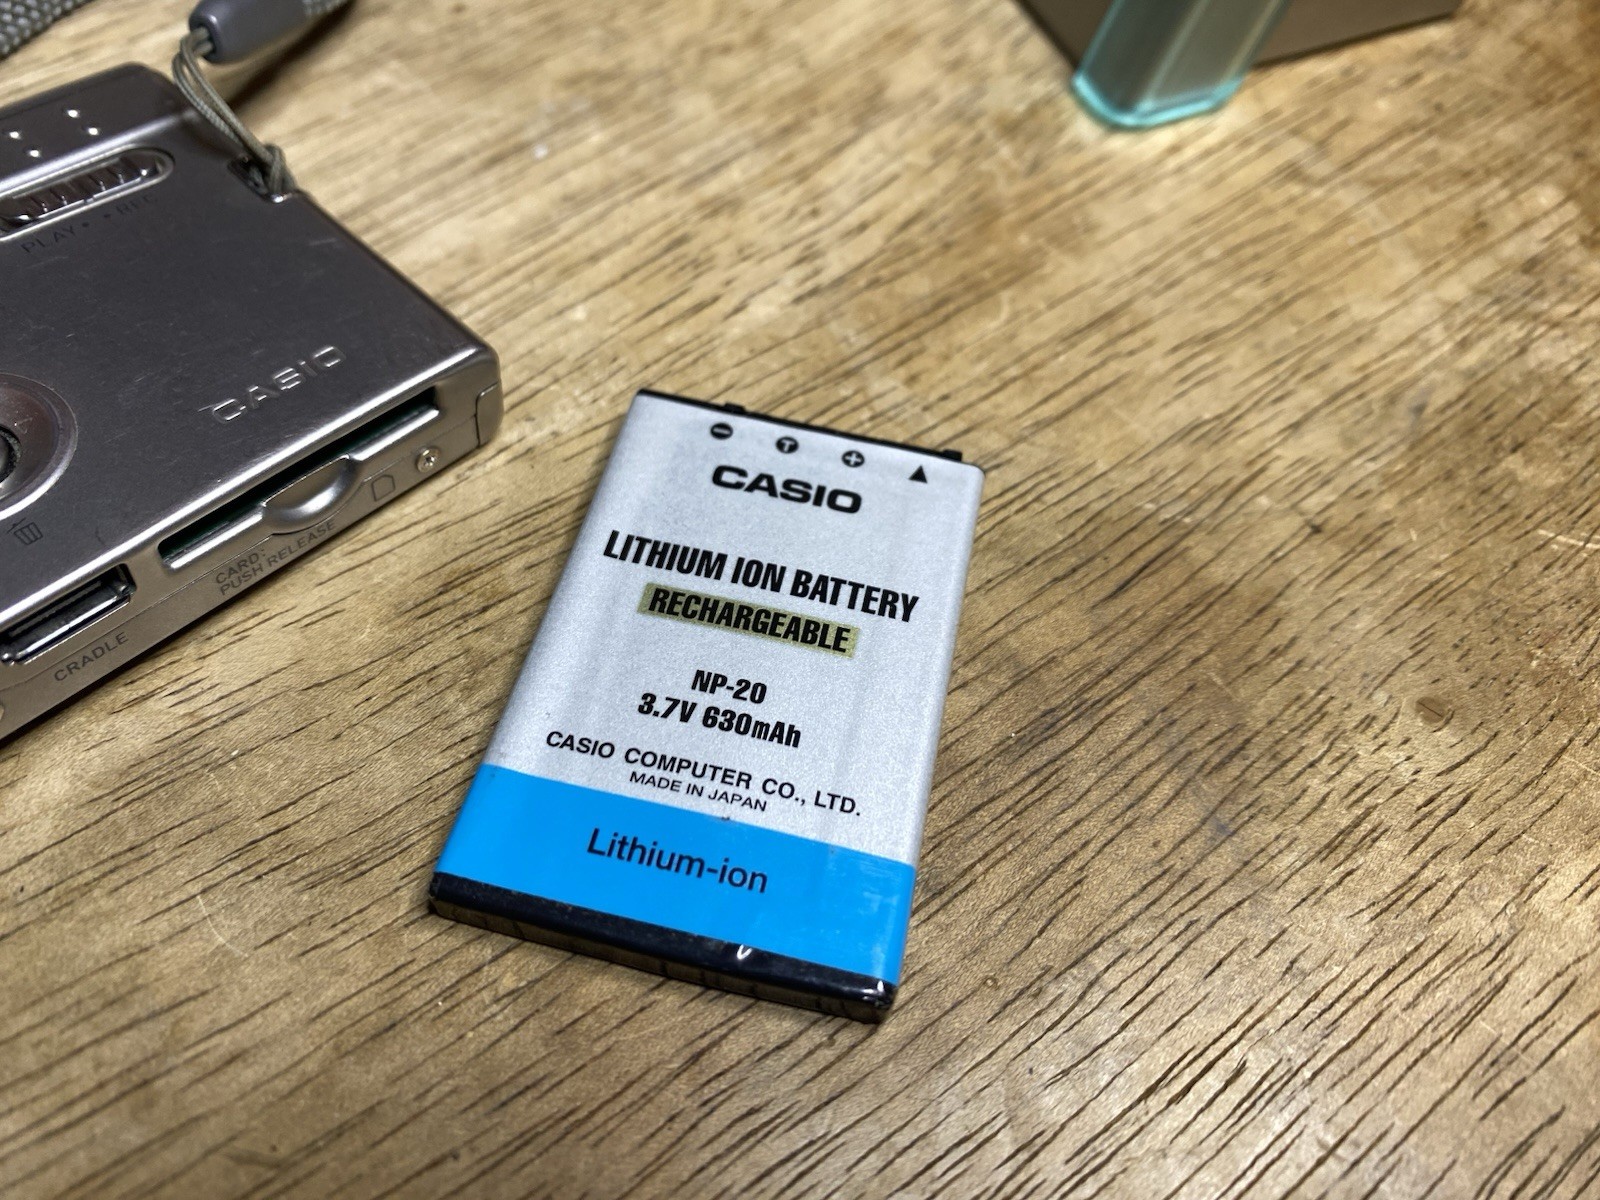 PLAY• •REC
CASIO
CARD:
PUSH RELEASE
CRADLE
CASIO
LITHIUM ION BATTERY
RECHARGEABLE
NP-20
3.7V 630mAh
CASIO COMPUTER CO., LTD.
MADE IN JAPAN
Lithium-ion